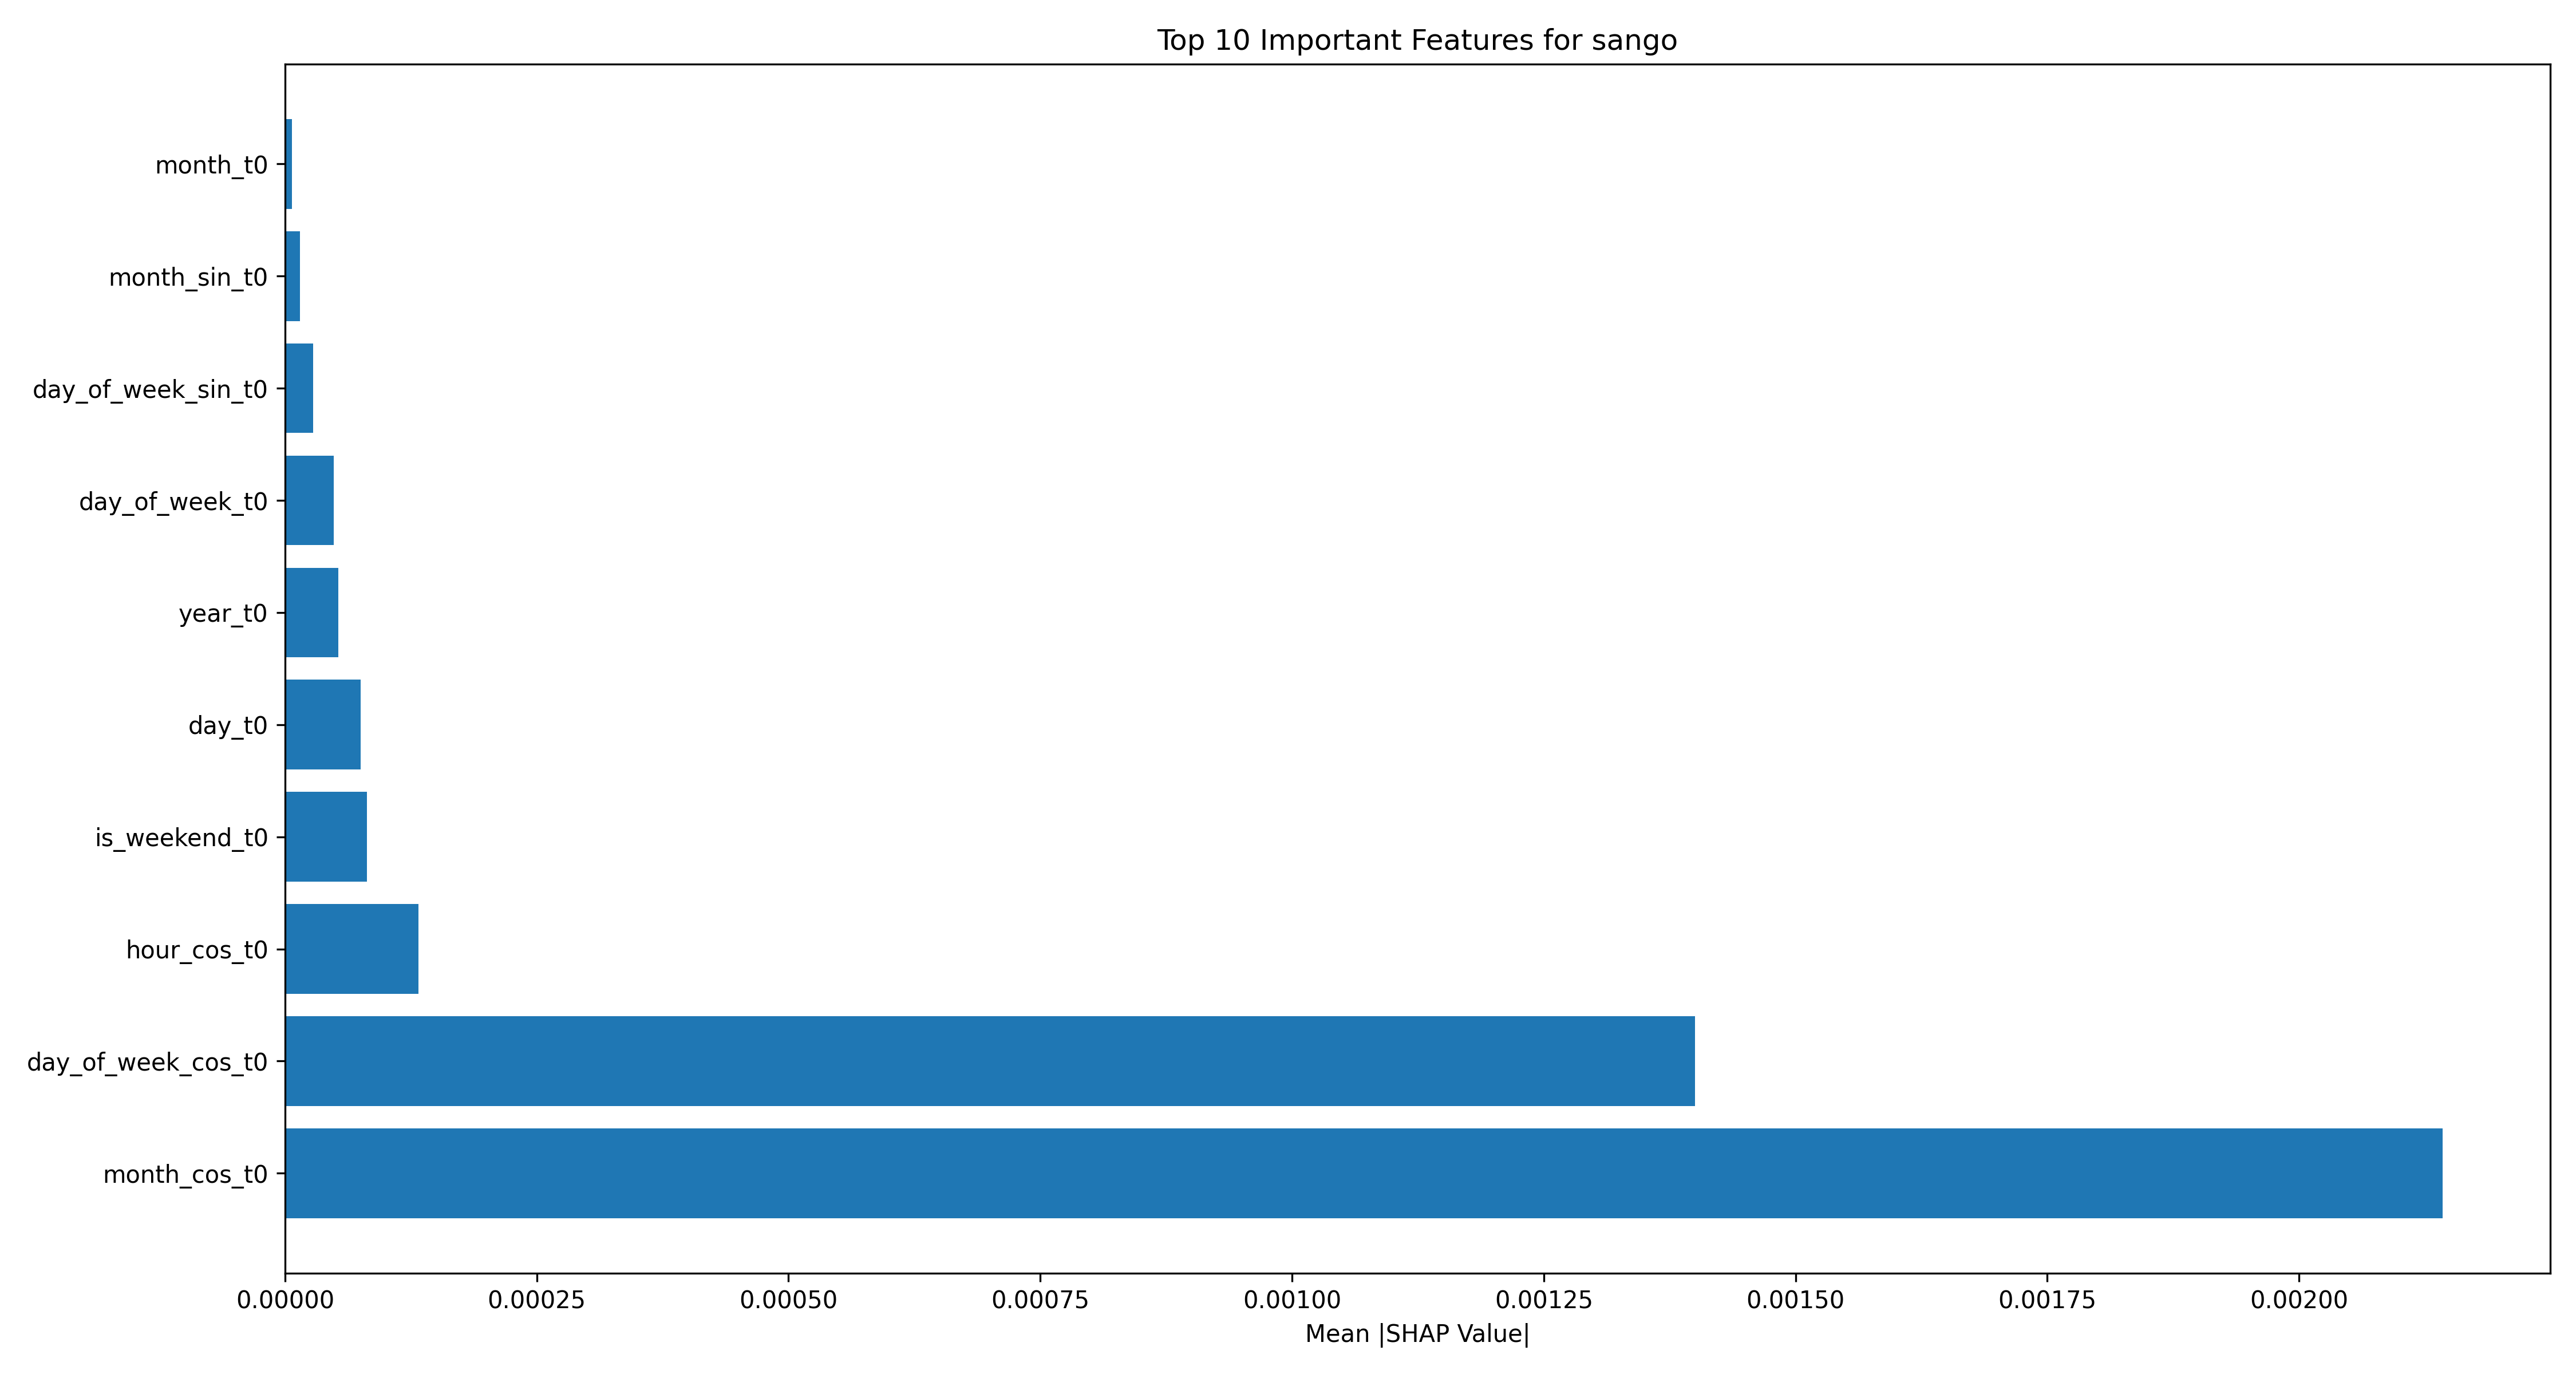 Top 10 Important Features for sango
month_t0
month_sin_t0
day_of_week_sin_t0
day_of_week_t0
year_t0
day_t0
is_weekend_t0
hour_cos_t0
day_of_week_cos_t0
month_cos_t0
0.00000 0.00025 0.00050 0.00075 0.00100 0.00125 0.00150 0.00175 0.00200
Mean |SHAP Value|